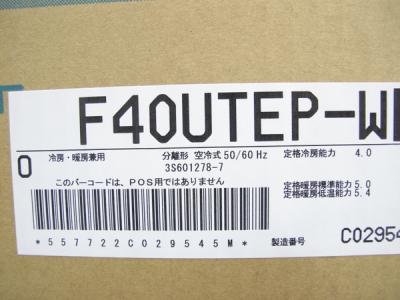 F40UTEP-W
0 冷房・暖房兼用 分離形 空冷式 50/60Hz 定格冷房能力 4.0
3S601278-7
このバーコードは、POS用ではありません
定格暖房標準能力 5.0
定格暖房低温能力 5.4
*557722C029545M*
製造番号 C02954